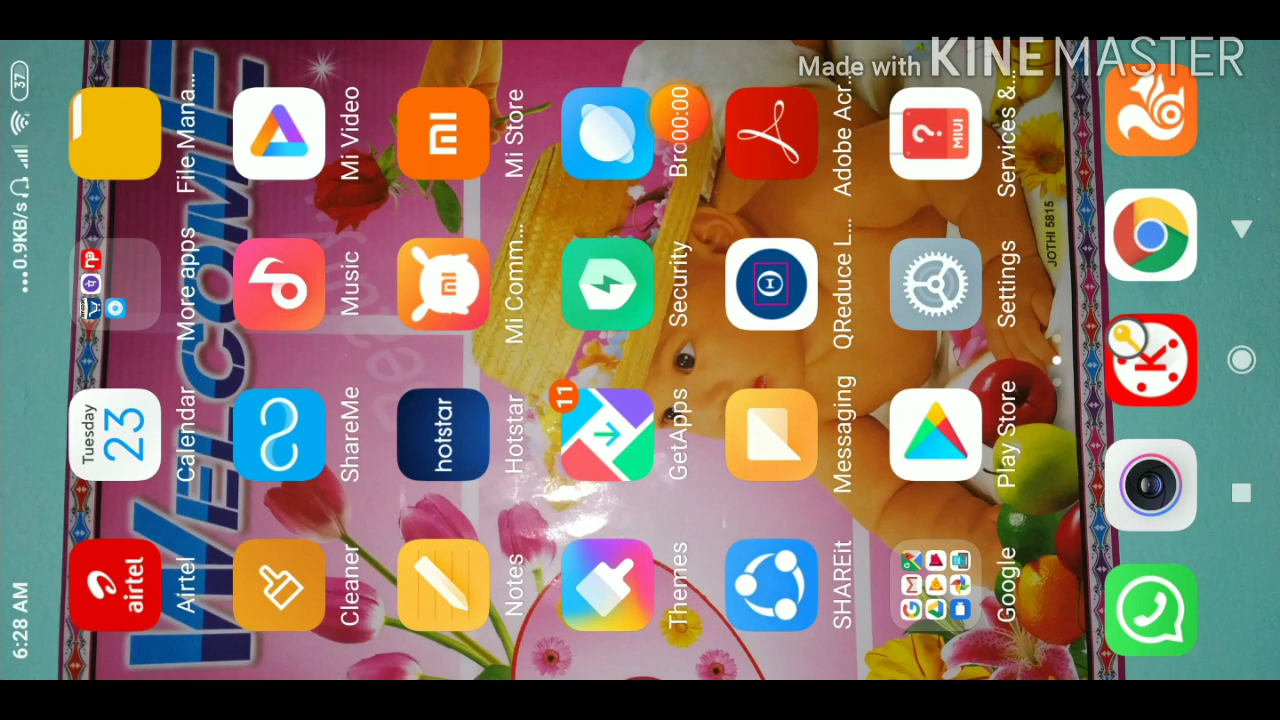 Made with KINEMASTER
6:28 AM
...0.9KB/s
37
WELCOME
airtel
Tuesday
23
Airtel
Calendar
More apps
File Mana...
Cleaner
ShareMe
Music
Mi Video
hotstar
Notes
Hotstar
Mi Comm...
Mi Store
11
Themes
GetApps
Security
Bro00:00
SHAREit
Messaging
QReduce L...
Adobe Acr...
MIUI
Google
Play Store
Settings
Services &...
JOTHI 5815